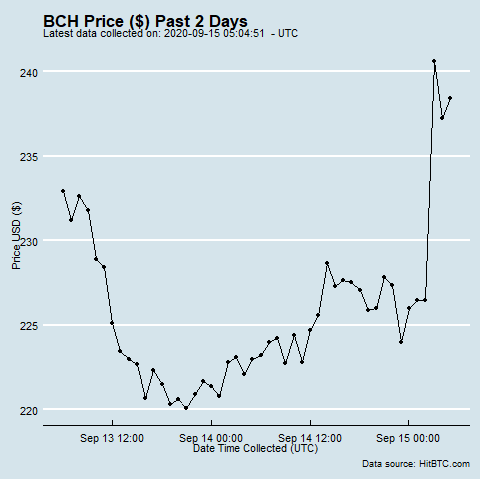 BCH Price ($) Past 2 Days
Latest data collected on: 2020-09-15 05:04:51  - UTC
240
235
230
225
220
Price USD ($)
Sep 13 12:00 Sep 14 00:00 Sep 14 12:00 Sep 15 00:00
Date Time Collected (UTC)
Data source: HitBTC.com